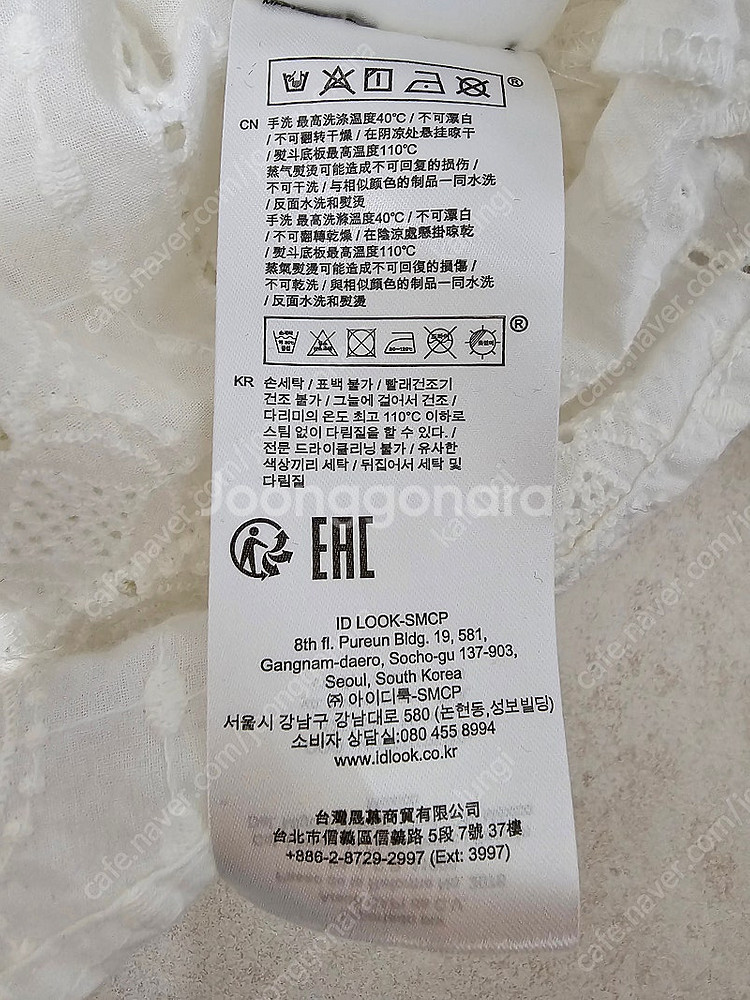 ®
CN 手洗 最高洗涤温度40℃ / 不可漂白
/ 不可翻转干燥 / 在阴凉处悬挂晾干
/ 熨斗底板最高温度110℃
蒸气熨烫可能造成不可回复的损伤 /
不可干洗 / 与相似颜色的制品一同水洗
/ 反面水洗和熨烫
手洗 最高洗滌溫度40℃ / 不可漂白
/ 不可翻轉乾燥 / 在陰涼處懸掛晾乾
/ 熨斗底板最高溫度110℃
蒸氣熨燙可能造成不可回復的損傷 /
不可乾洗 / 與相似顏色的制品一同水洗
/ 反面水洗和熨燙
®
KR 손세탁 / 표백 불가 / 빨래건조기
건조 불가 / 그늘에 걸어서 건조 /
다리미의 온도 최고 110℃ 이하로
스팀 없이 다림질을 할 수 있다. /
전문 드라이클리닝 불가 / 유사한
색상끼리 세탁 / 뒤집어서 세탁 및
다림질
Joonggonara
EAC
ID LOOK-SMCP
8th fl. Pureun Bldg. 19, 581,
Gangnam-daero, Socho-gu 137-903,
Seoul, South Korea
㈜ 아이디룩-SMCP
서울시 강남구 강남대로 580 (논현동,성보빌딩)
소비자 상담실:080 455 8994
www.idlook.co.kr
台灣晟慕商貿有限公司
台北市信義區信義路 5段 7號 37樓
+886-2-8729-2997 (Ext: 3997)